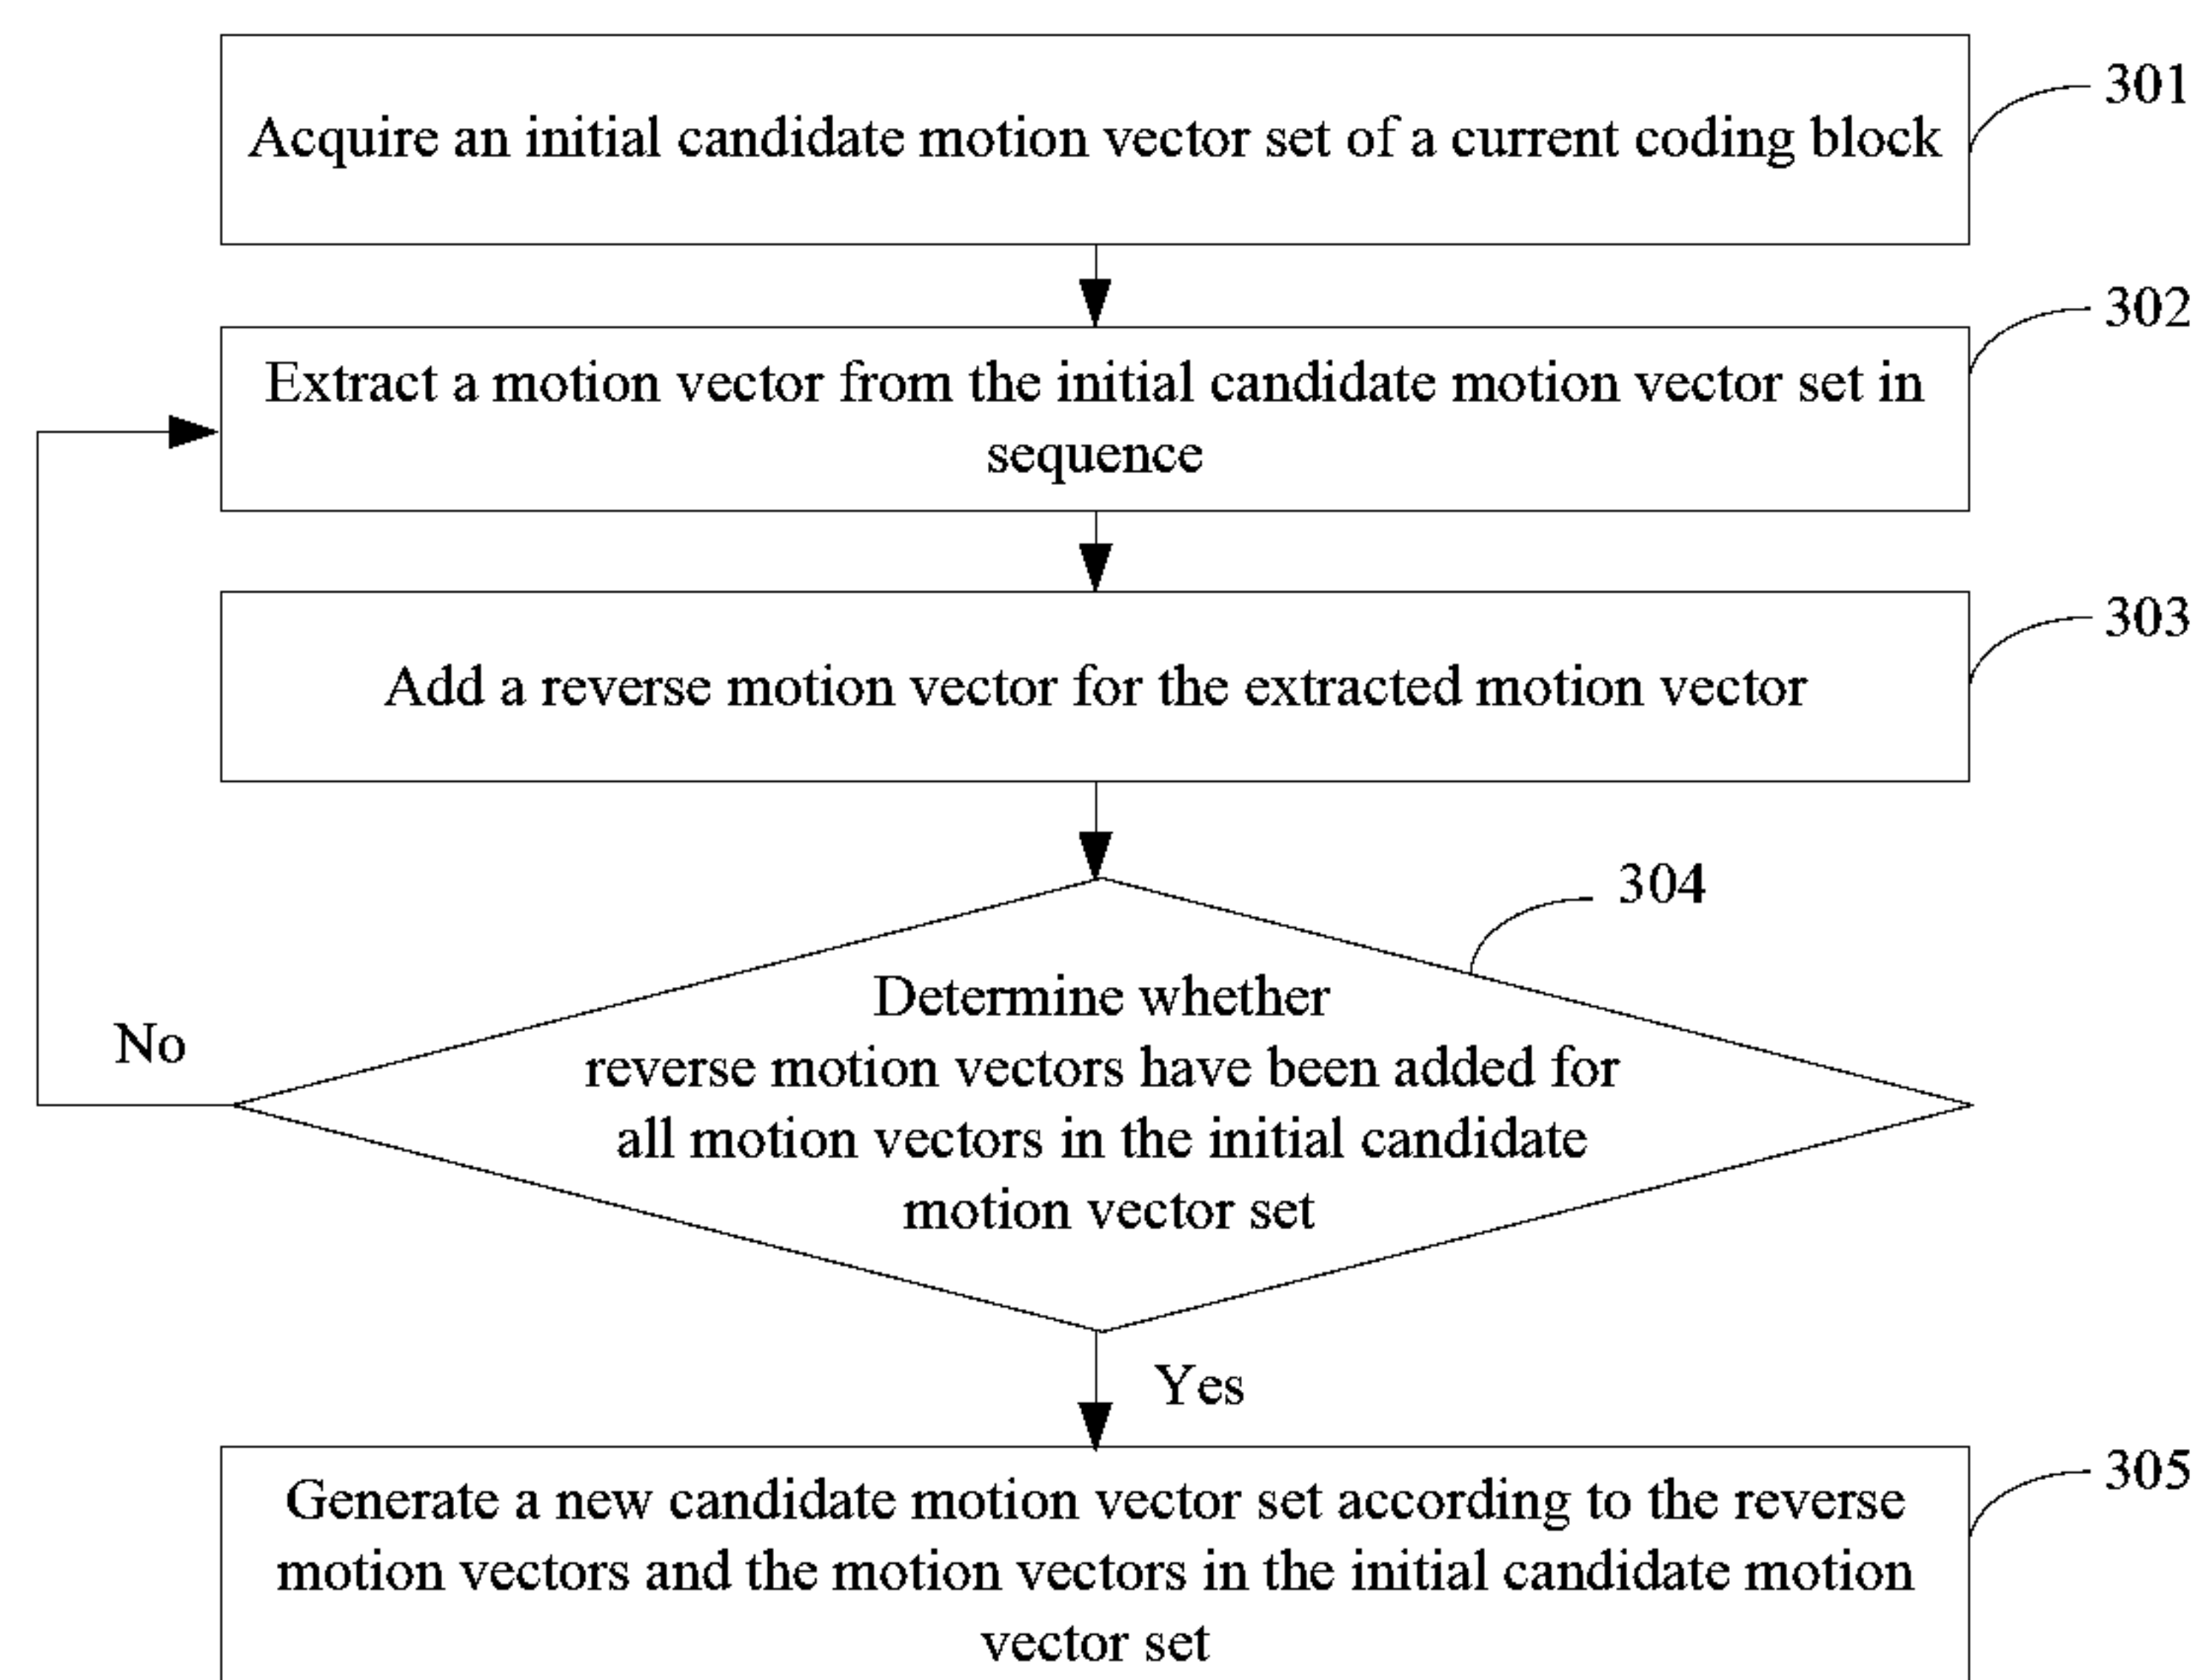 301
Acquire an initial candidate motion vector set of a current coding block
302
Extract a motion vector from the initial candidate motion vector set in
sequence
303
Add a reverse motion vector for the extracted motion vector
304
Determine whether
reverse motion vectors have been added for
all motion vectors in the initial candidate
motion vector set
No
Yes
305
Generate a new candidate motion vector set according to the reverse
motion vectors and the motion vectors in the initial candidate motion
vector set